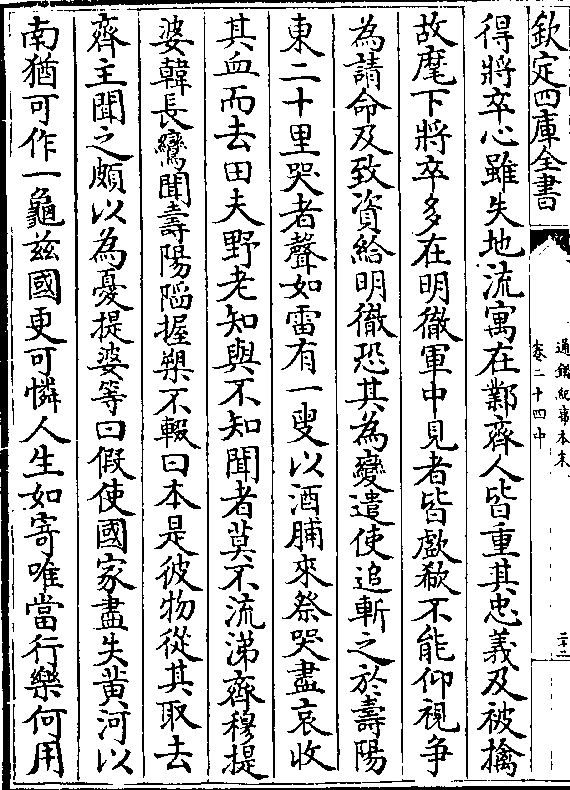 欽定四庫全書
通鑑紀事本末
卷二十四中
二十二
得將卒心雖失地流寓在鄴齊人皆重其忠義及被擒
故麾下將卒多在明徹軍中見者皆歔欷不能仰視争
為請命及致資給明徹恐其為變遣使追斬之於壽陽
東二十里哭者聲如雷有一叟以酒脯來祭哭盡哀收
其血而去田夫野老知與不知聞者莫不流涕齊穆提
婆韓長鸞聞壽陽陷握槊不輟曰本是彼物從其取去
齊主聞之頗以為憂提婆等曰假使國家盡失黄河以
南猶可作一龜兹國更可憐人生如寄唯當行樂何用